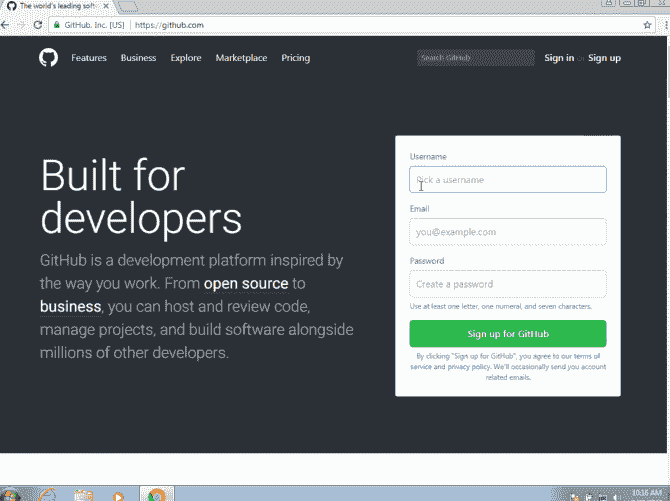 The world's leading soft
GitHub, Inc. [US] | https://github.com
Features Business Explore Marketplace Pricing Search GitHub Sign in or Sign up
Built for
developers
GitHub is a development platform inspired by
the way you work. From open source to
business, you can host and review code,
manage projects, and build software alongside
millions of other developers.
Username
Pick a username
Email
you@example.com
Password
Create a password
Use at least one letter, one numeral, and seven characters.
Sign up for GitHub
By clicking "Sign up for GitHub", you agree to our terms of
service and privacy policy. We'll occasionally send you account
related emails.
10:16 AM